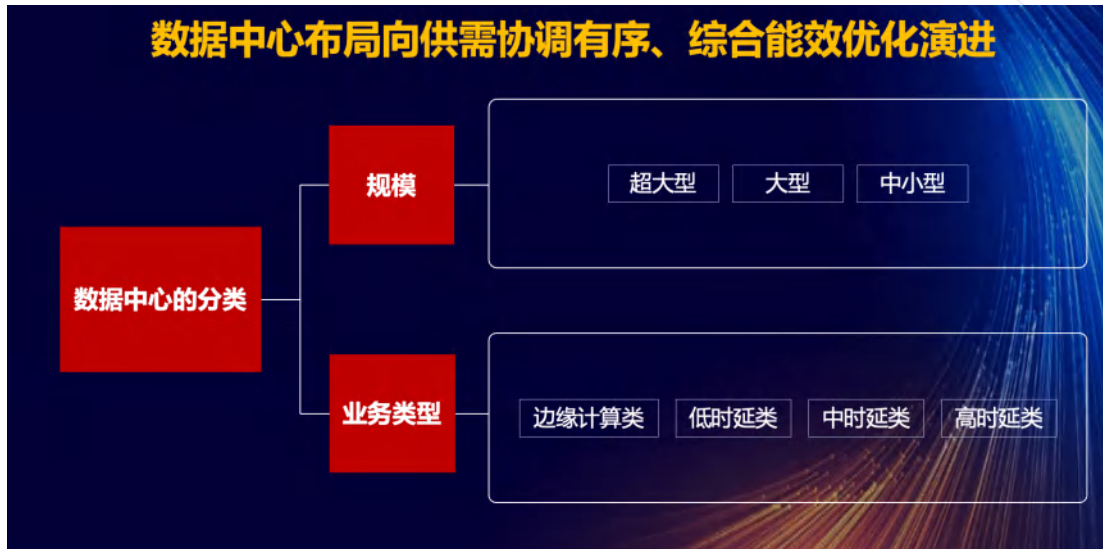 数据中心布局向供需协调有序、综合能效优化演进
规模
超大型 大型 中小型
数据中心的分类
业务类型
边缘计算类 低时延类 中时延类 高时延类